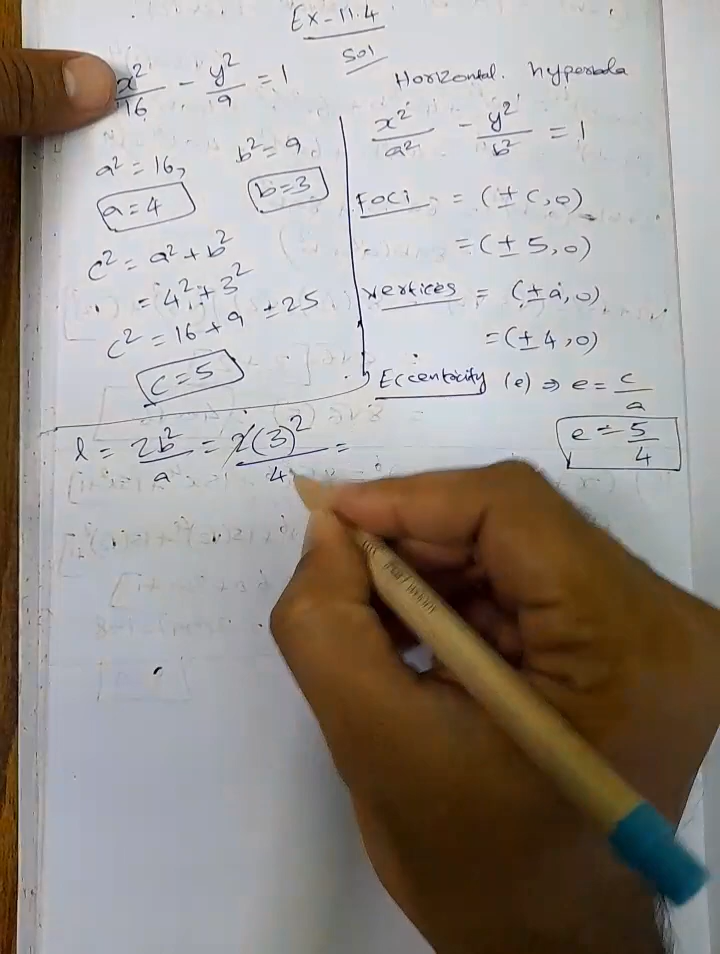 Ex-11.4
Sol
x²/16 - y²/9 = 1
a² = 16, b² = 9
a = 4 b = 3
c² = a² + b²
= 4² + 3²
c² = 16 + 9 = 25
c = 5
Horizontal. hyperbola
x²/a² - y²/b² = 1
Foci = (± c, 0)
= (± 5, 0)
vertices = (± a, 0)
= (± 4, 0)
Eccentricity (e) ⇒ e = c/a
e = 5/4
l = 2b²/a = 2(3)²/4 =